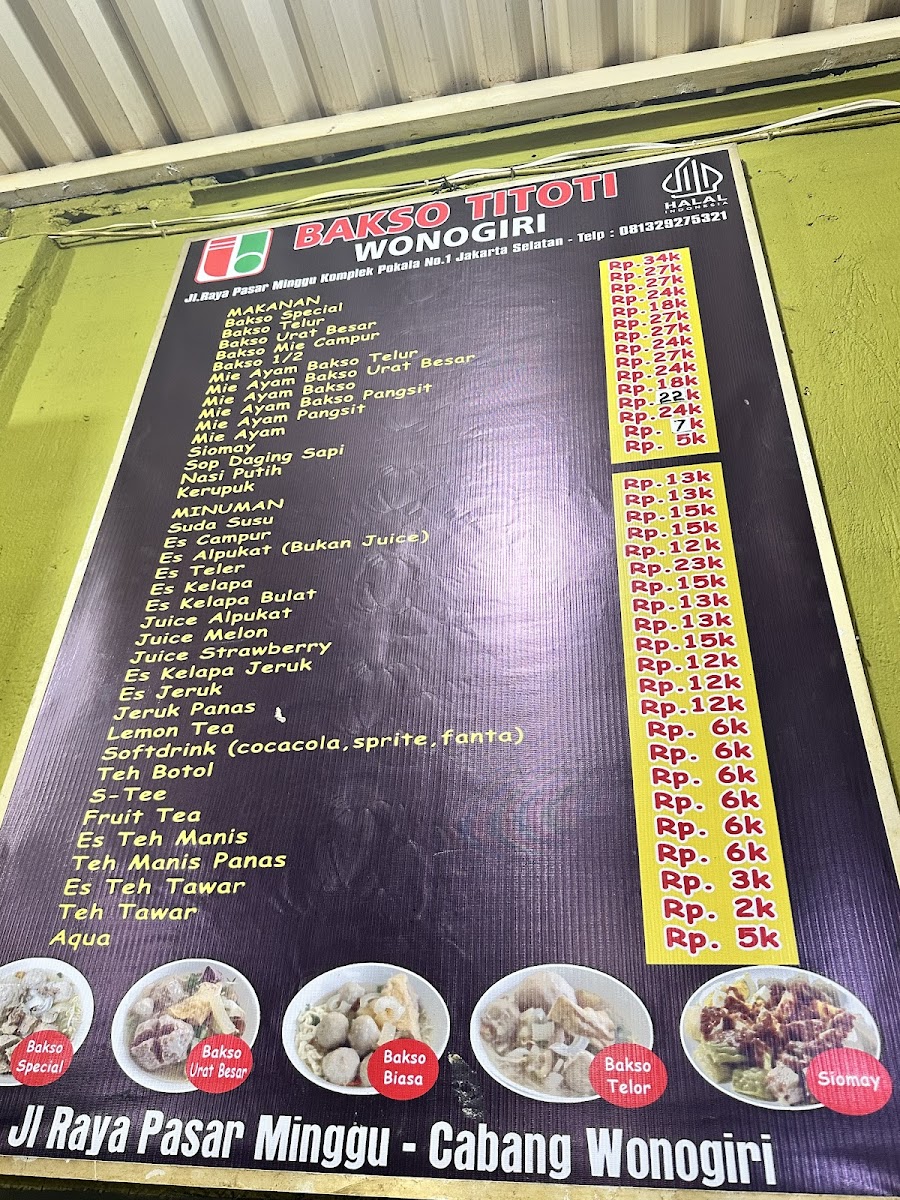 BAKSO TITOTI
WONOGIRI
HALAL
INDONESIA
Jl.Raya Pasar Minggu Komplek Pokala No.1 Jakarta Selatan - Telp : 081329275321
MAKANAN
Bakso Special Rp.34k
Bakso Telur Rp.27k
Bakso Urat Besar Rp.27k
Bakso Mie Campur Rp.24k
Bakso 1/2 Rp.18k
Mie Ayam Bakso Telur Rp.27k
Mie Ayam Bakso Urat Besar Rp.27k
Mie Ayam Bakso Rp.24k
Mie Ayam Bakso Pangsit Rp.27k
Mie Ayam Pangsit Rp.24k
Mie Ayam Rp.18k
Siomay Rp.22k
Sop Daging Sapi Rp.24k
Nasi Putih Rp. 7k
Kerupuk Rp. 5k
MINUMAN
Suda Susu Rp.13k
Es Campur Rp.13k
Es Alpukat (Bukan Juice) Rp.15k
Es Teler Rp.15k
Es Kelapa Rp.12k
Es Kelapa Bulat Rp.23k
Juice Alpukat Rp.15k
Juice Melon Rp.13k
Juice Strawberry Rp.13k
Es Kelapa Jeruk Rp.15k
Es Jeruk Rp.12k
Jeruk Panas Rp.12k
Lemon Tea Rp.12k
Softdrink (cocacola,sprite,fanta) Rp. 6k
Teh Botol Rp. 6k
S-Tee Rp. 6k
Fruit Tea Rp. 6k
Es Teh Manis Rp. 6k
Teh Manis Panas Rp. 6k
Es Teh Tawar Rp. 3k
Teh Tawar Rp. 2k
Aqua Rp. 5k
Bakso Special
Bakso Urat Besar
Bakso Biasa
Bakso Telor
Siomay
Jl Raya Pasar Minggu - Cabang Wonogiri